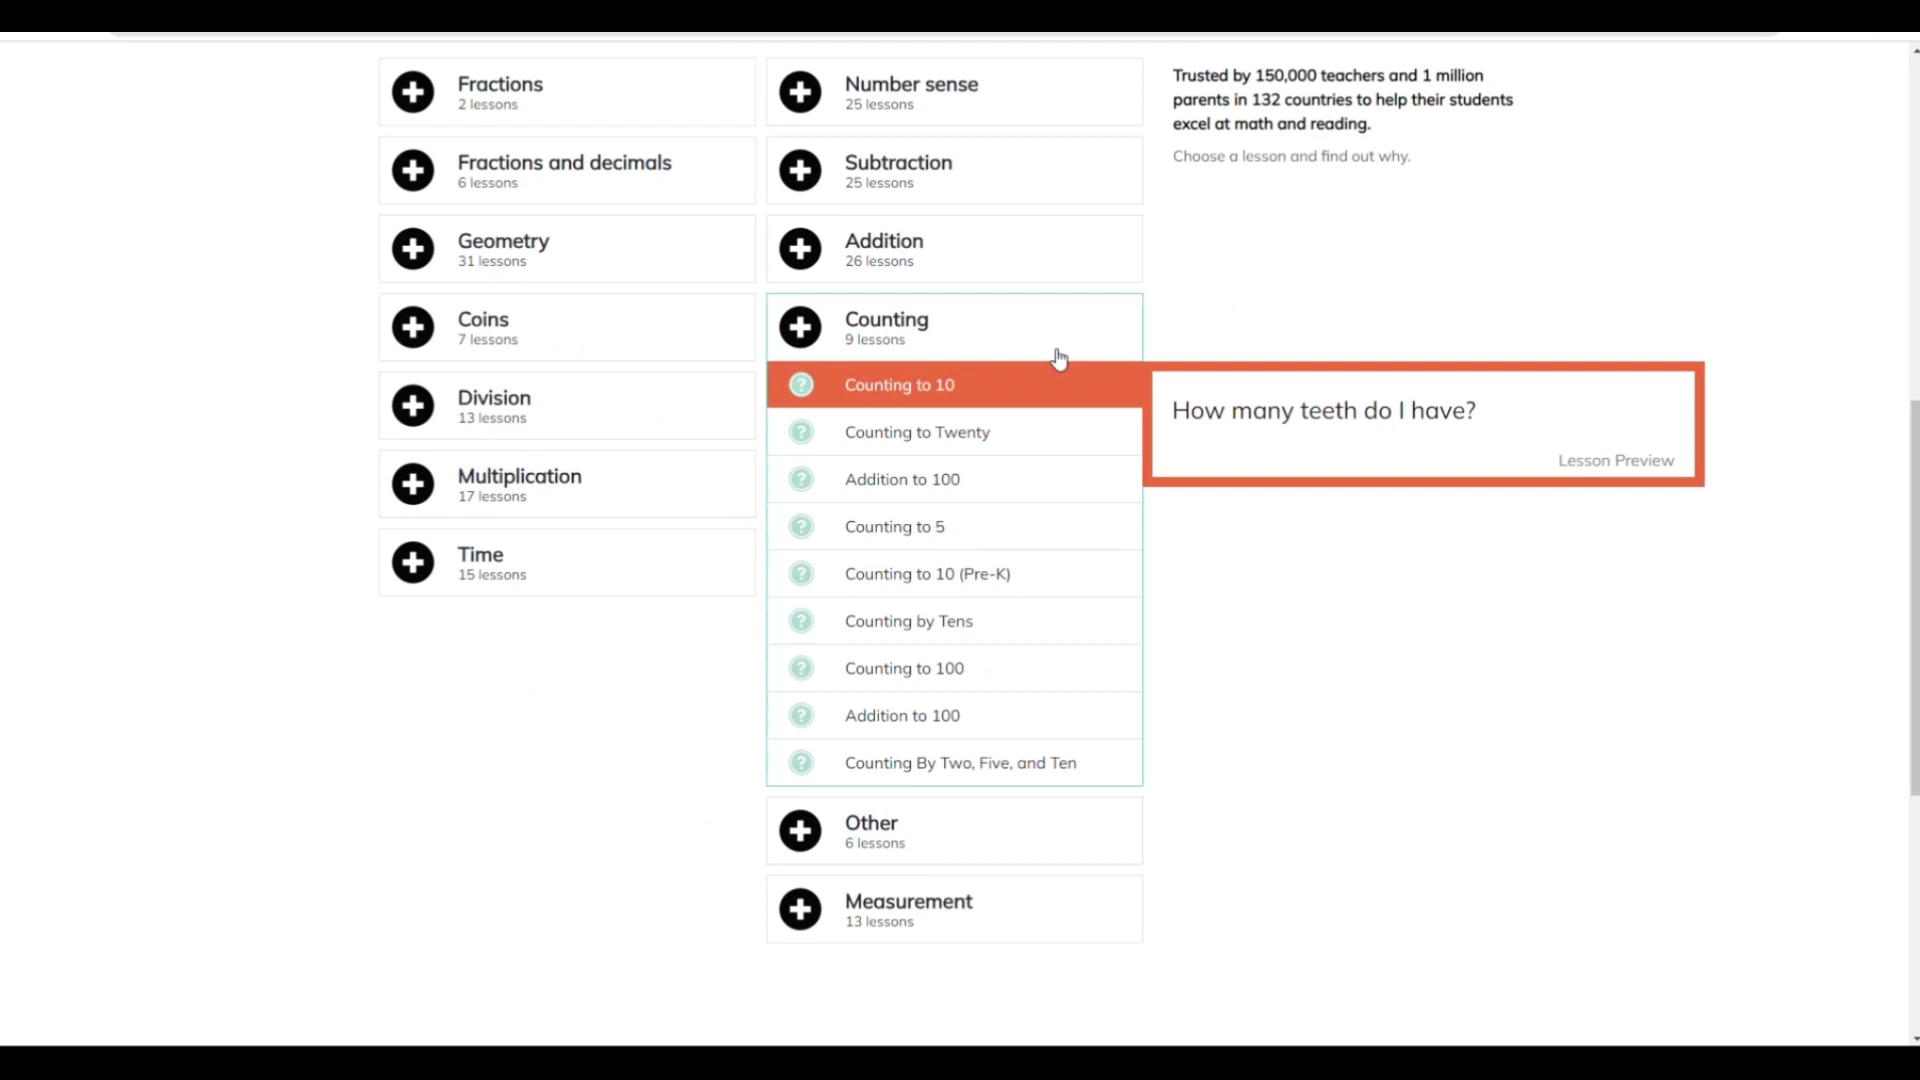 Fractions
2 lessons
Fractions and decimals
6 lessons
Geometry
31 lessons
Coins
7 lessons
Division
13 lessons
Multiplication
17 lessons
Time
15 lessons
Number sense
25 lessons
Subtraction
25 lessons
Addition
26 lessons
Counting
9 lessons
Counting to 10
Counting to Twenty
Addition to 100
Counting to 5
Counting to 10 (Pre-K)
Counting by Tens
Counting to 100
Addition to 100
Counting By Two, Five, and Ten
Other
6 lessons
Measurement
13 lessons
Trusted by 150,000 teachers and 1 million
parents in 132 countries to help their students
excel at math and reading.
Choose a lesson and find out why.
How many teeth do I have?
Lesson Preview